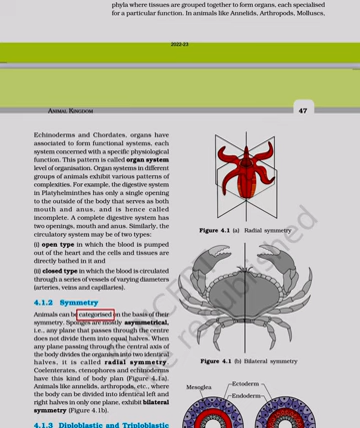 phyla where tissues are grouped together to form organs, each specialised
for a particular function. In animals like Annelids, Arthropods, Molluscs,
2022-23
ANIMAL KINGDOM
47
Echinoderms and Chordates, organs have
associated to form functional systems, each
system concerned with a specific physiological
function. This pattern is called organ system
level of organisation. Organ systems in different
groups of animals exhibit various patterns of
complexities. For example, the digestive system
in Platyhelminthes has only a single opening
to the outside of the body that serves as both
mouth and anus, and is hence called
incomplete. A complete digestive system has
two openings, mouth and anus. Similarly, the
circulatory system may be of two types:
(i) open type in which the blood is pumped
out of the heart and the cells and tissues are
directly bathed in it and
(ii) closed type in which the blood is circulated
through a series of vessels of varying diameters
(arteries, veins and capillaries).
4.1.2 Symmetry
Animals can be categorised on the basis of their
symmetry. Sponges are mostly asymmetrical,
i.e., any plane that passes through the centre
does not divide them into equal halves. When
any plane passing through the central axis of
the body divides the organism into two identical
halves, it is called radial symmetry.
Coelenterates, ctenophores and echinoderms
have this kind of body plan (Figure 4.1a).
Animals like annelids, arthropods, etc., where
the body can be divided into identical left and
right halves in only one plane, exhibit bilateral
symmetry (Figure 4.1b).
4.1.3 Diploblastic and Triploblastic
Figure 4.1 (a) Radial symmetry
Figure 4.1 (b) Bilateral symmetry
Mesoglea
Ectoderm
Endoderm
republished